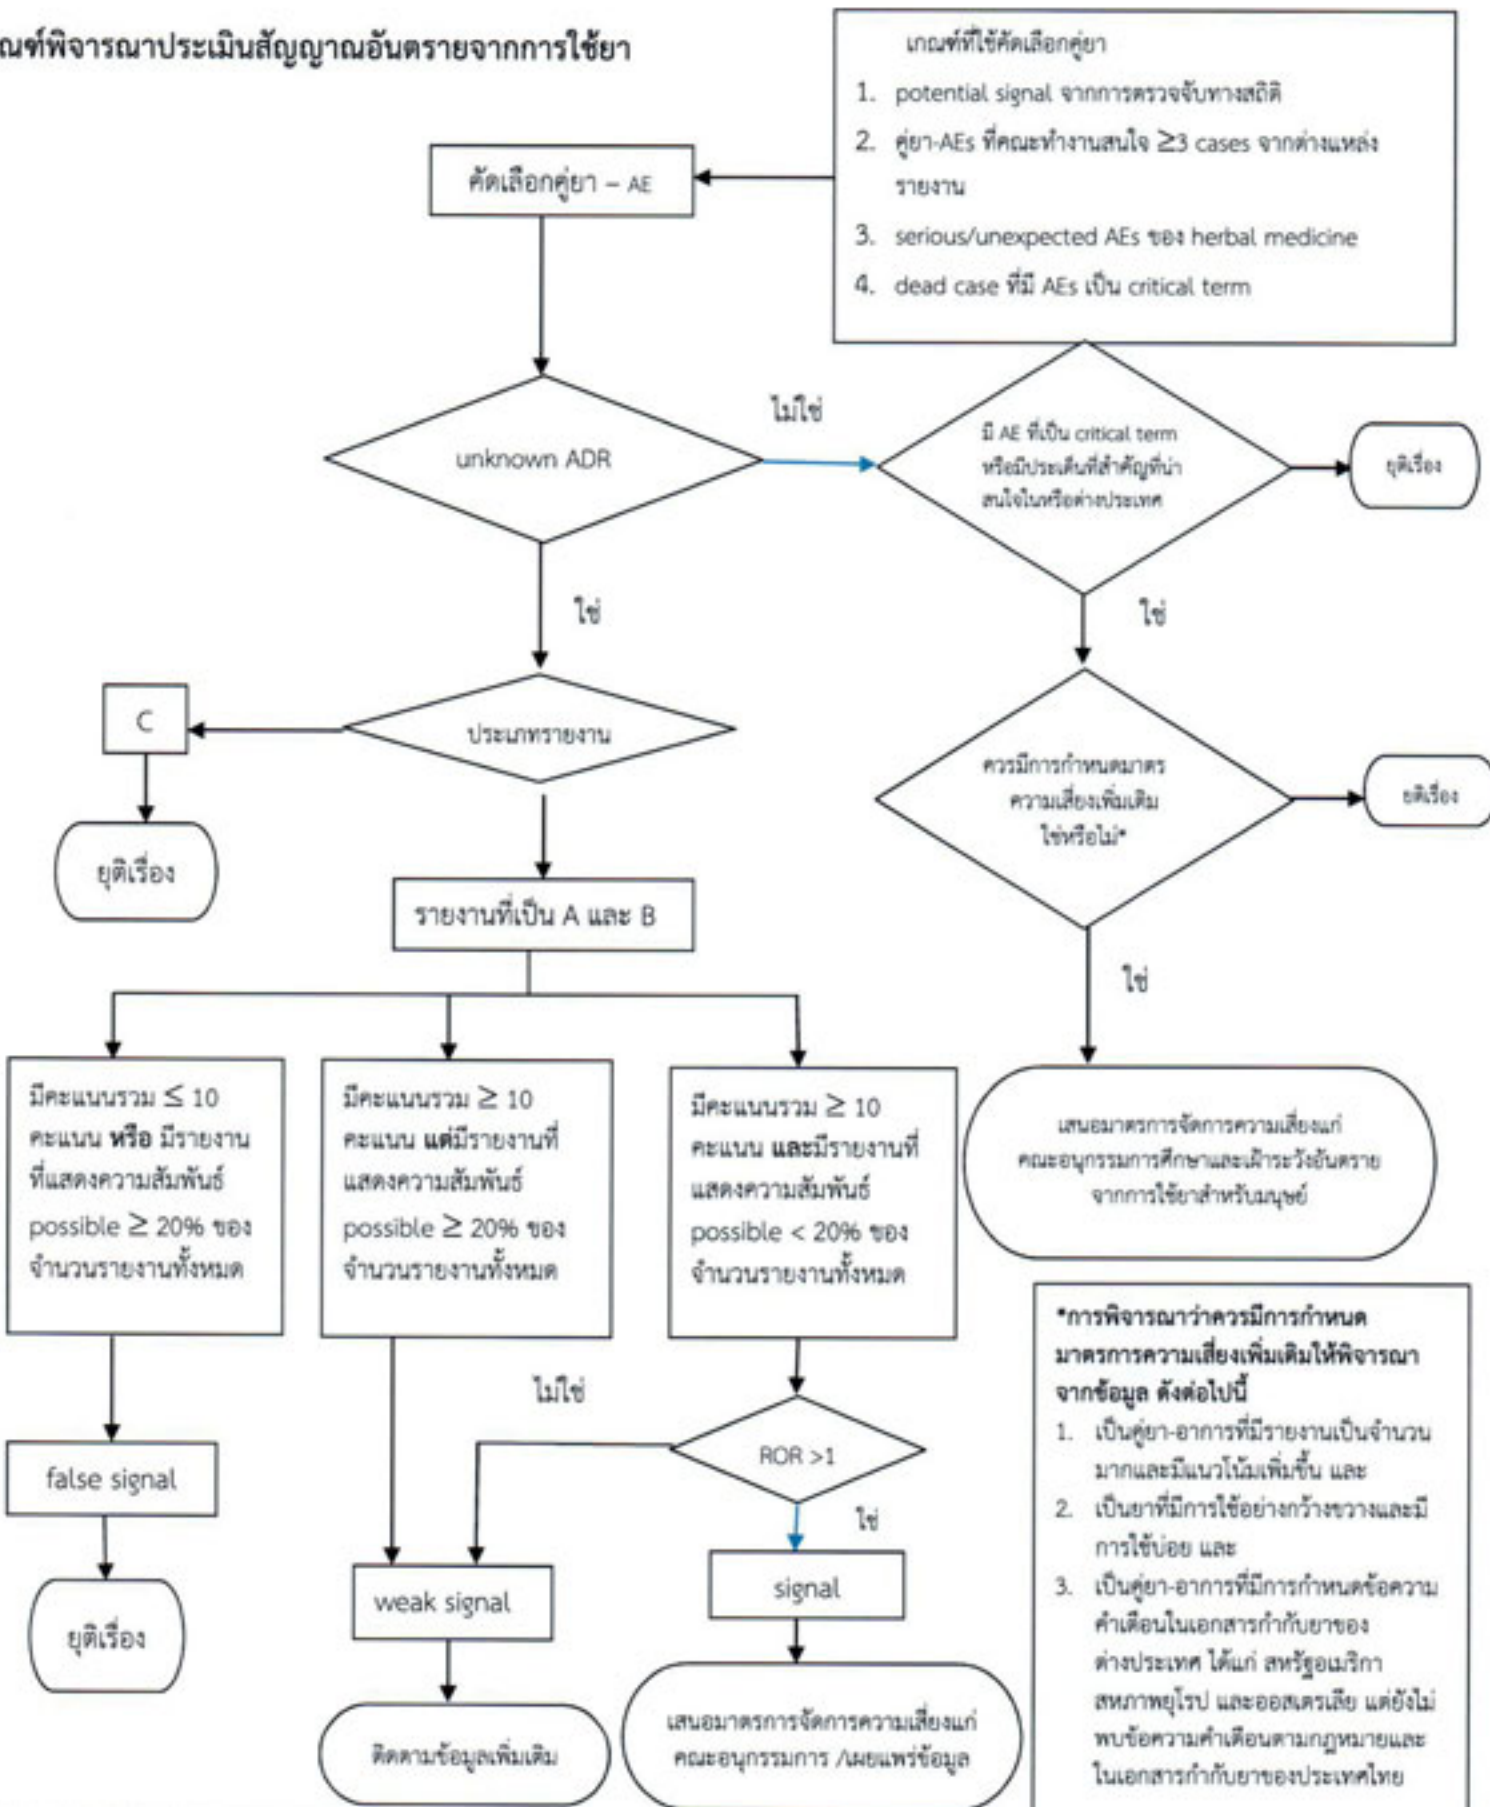 ณฑ์พิจารณาประเมินสัญญาณอันตรายจากการใช้ยา
เกณฑ์ที่ใช้คัดเลือกคู่ยา
1. potential signal จากการตรวจจับทางสถิติ
2. คู่ยา-AEs ที่คณะทำงานสนใจ ≥3 cases จากต่างแหล่ง
รายงาน
3. serious/unexpected AEs ของ herbal medicine
4. dead case ที่มี AEs เป็น critical term
คัดเลือกคู่ยา – AE
unknown ADR
ไม่ใช่
มี AE ที่เป็น critical term
หรือมีประเด็นที่สำคัญที่น่า
สนใจในหรือต่างประเทศ
ยุติเรื่อง
ใช่
ใช่
C
ประเภทรายงาน
ยุติเรื่อง
ควรมีการกำหนดมาตร
ความเสี่ยงเพิ่มเติม
ใช่หรือไม่*
ยุติเรื่อง
รายงานที่เป็น A และ B
ใช่
มีคะแนนรวม ≤ 10
คะแนน หรือ มีรายงาน
ที่แสดงความสัมพันธ์
possible ≥ 20% ของ
จำนวนรายงานทั้งหมด
มีคะแนนรวม ≥ 10
คะแนน แต่มีรายงานที่
แสดงความสัมพันธ์
possible ≥ 20% ของ
จำนวนรายงานทั้งหมด
มีคะแนนรวม ≥ 10
คะแนน และมีรายงานที่
แสดงความสัมพันธ์
possible < 20% ของ
จำนวนรายงานทั้งหมด
เสนอมาตรการจัดการความเสี่ยงแก่
คณะอนุกรรมการศึกษาและเฝ้าระวังอันตราย
จากการใช้ยาสำหรับมนุษย์
ไม่ใช่
ROR >1
ใช่
false signal
weak signal
signal
ยุติเรื่อง
ติดตามข้อมูลเพิ่มเติม
เสนอมาตรการจัดการความเสี่ยงแก่
คณะอนุกรรมการ /เผยแพร่ข้อมูล
*การพิจารณาว่าควรมีการกำหนด
มาตรการความเสี่ยงเพิ่มเติมให้พิจารณา
จากข้อมูล ดังต่อไปนี้
1. เป็นคู่ยา-อาการที่มีรายงานเป็นจำนวน
มากและมีแนวโน้มเพิ่มขึ้น และ
2. เป็นยาที่มีการใช้อย่างกว้างขวางและมี
การใช้บ่อย และ
3. เป็นคู่ยา-อาการที่มีการกำหนดข้อความ
คำเตือนในเอกสารกำกับยาของ
ต่างประเทศ ได้แก่ สหรัฐอเมริกา
สหภาพยุโรป และออสเตรเลีย แต่ยังไม่
พบข้อความคำเตือนตามกฎหมายและ
ในเอกสารกำกับยาของประเทศไทย